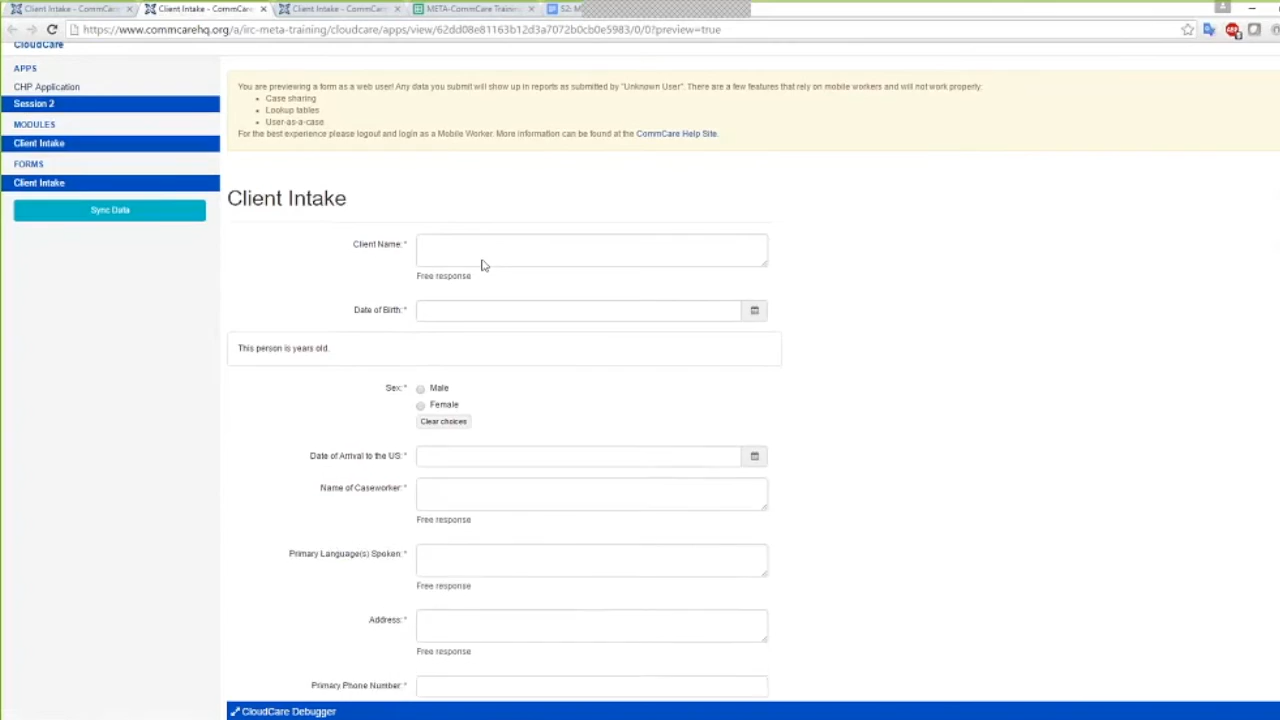 Client Intake - CommCare
Client Intake - CommCare
Client Intake - CommCare
META-CommCare Training
S2: M
https://www.commcarehq.org/a/irc-meta-training/cloudcare/apps/view/62dd08e81163b12d3a7072b0cb0e5983/0/0?preview=true
CloudCare
APPS
CHP Application
Session 2
MODULES
Client Intake
FORMS
Client Intake
Sync Data
You are previewing a form as a web user! Any data you submit will show up in reports as submitted by "Unknown User". There are a few features that rely on mobile workers and will not work properly:
• Case sharing
• Lookup tables
• User-as-a-case
For the best experience please logout and login as a Mobile Worker. More information can be found at the CommCare Help Site.
Client Intake
Client Name: *
Free response
Date of Birth: *
This person is years old.
Sex: *
Male
Female
Clear choices
Date of Arrival to the US: *
Name of Caseworker: *
Free response
Primary Language(s) Spoken: *
Free response
Address: *
Free response
Primary Phone Number: *
CloudCare Debugger